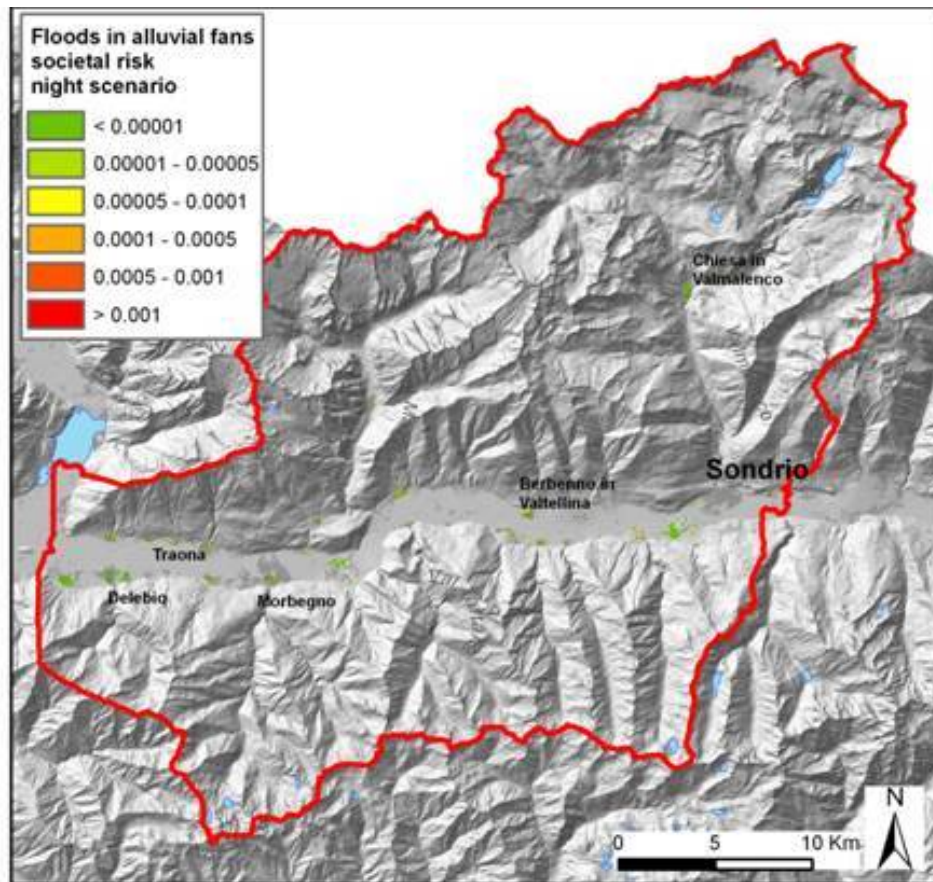 Floods in alluvial fans
societal risk
night scenario
< 0.00001
0.00001 - 0.00005
0.00005 - 0.0001
0.0001 - 0.0005
0.0005 - 0.001
> 0.001
Chiesa in
Valmalenco
Sondrio
Berbenno in
Valtellina
Traona
Delebio
Morbegno
N
0 5 10 Km